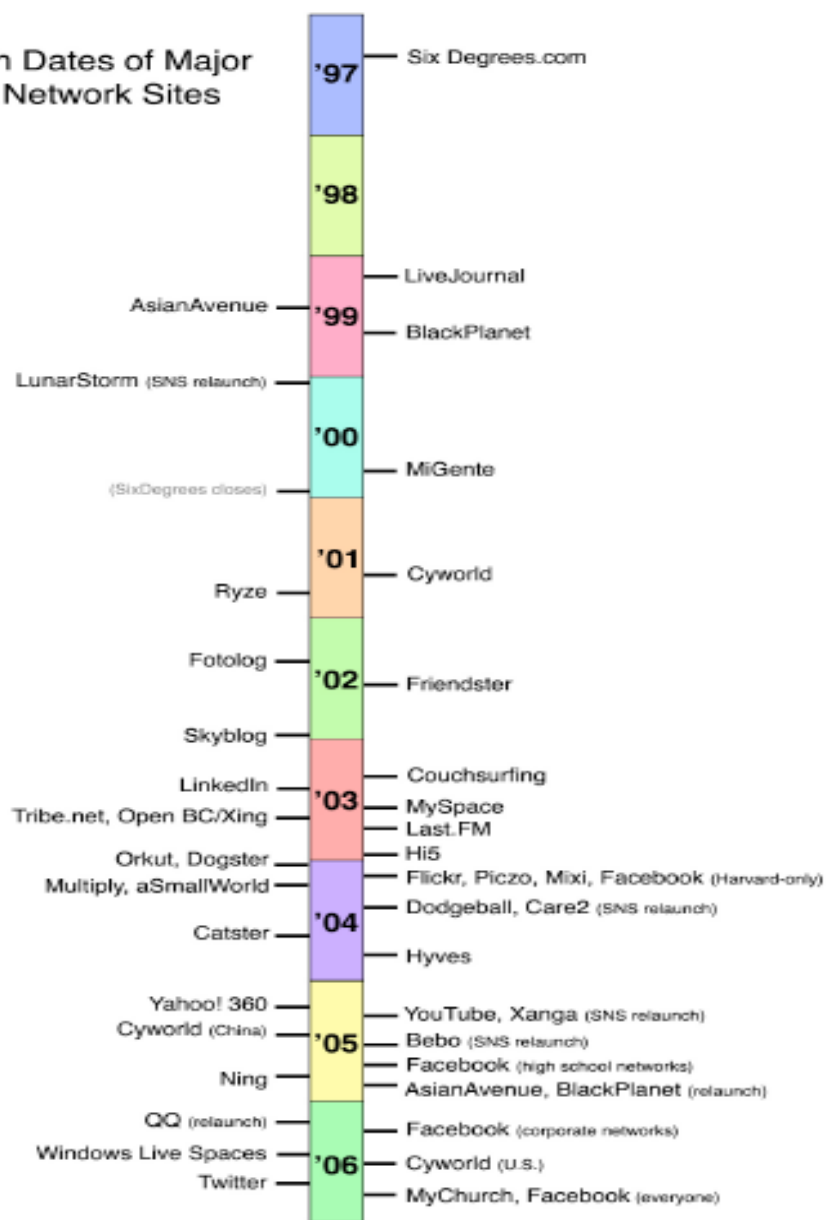 n Dates of Major
Network Sites
'97
Six Degrees.com
'98
LiveJournal
AsianAvenue
'99
BlackPlanet
LunarStorm (SNS relaunch)
'00
MiGente
(SixDegrees closes)
'01
Cyworld
Ryze
Fotolog
'02
Friendster
Skyblog
Couchsurfing
LinkedIn
'03
MySpace
Tribe.net, Open BC/Xing
Last.FM
Hi5
Orkut, Dogster
Flickr, Piczo, Mixi, Facebook (Harvard-only)
Multiply, aSmallWorld
Dodgeball, Care2 (SNS relaunch)
'04
Catster
Hyves
Yahoo! 360
YouTube, Xanga (SNS relaunch)
Cyworld (China)
'05
Bebo (SNS relaunch)
Facebook (high school networks)
Ning
AsianAvenue, BlackPlanet (relaunch)
QQ (relaunch)
Facebook (corporate networks)
Windows Live Spaces
'06
Cyworld (U.S.)
Twitter
MyChurch, Facebook (everyone)